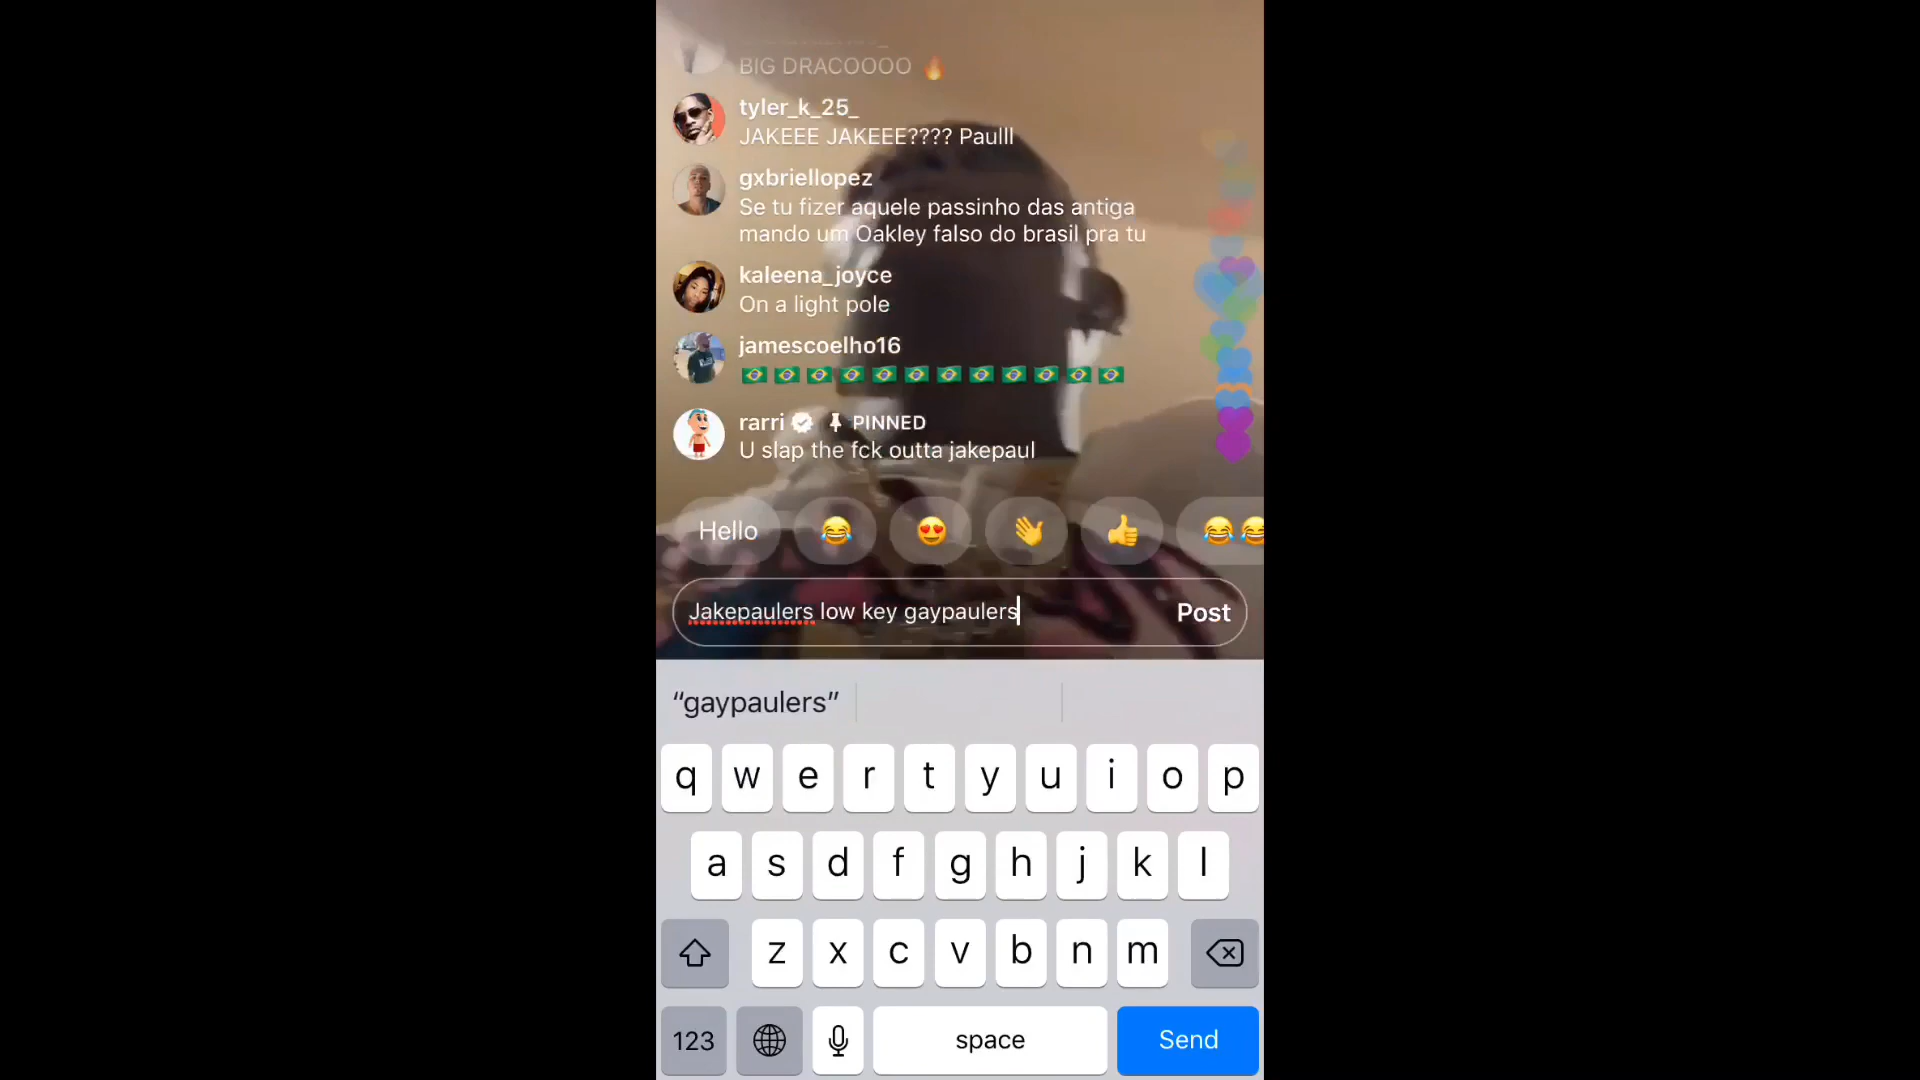 BIG DRACOOOO 🔥
tyler_k_25_
JAKEEE JAKEEE???? Paulll
gxbriellopez
Se tu fizer aquele passinho das antiga
mando um Oakley falso do brasil pra tu
kaleena_joyce
On a light pole
jamescoelho16
🇧🇷🇧🇷🇧🇷🇧🇷🇧🇷🇧🇷🇧🇷🇧🇷🇧🇷🇧🇷🇧🇷🇧🇷
rarri PINNED
U slap the fck outta jakepaul
Hello 😂 😍 👋 👍 😂😂
Jakepaulers low key gaypaulers Post
“gaypaulers”
q w e r t y u i o p
a s d f g h j k l
z x c v b n m
123 space Send